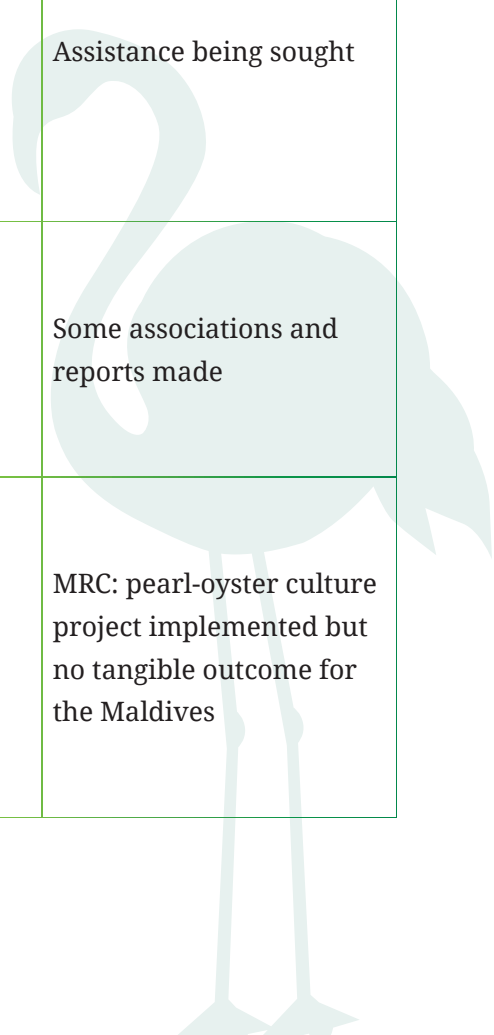 Assistance being sought
Some associations and
reports made
MRC: pearl-oyster culture
project implemented but
no tangible outcome for
the Maldives